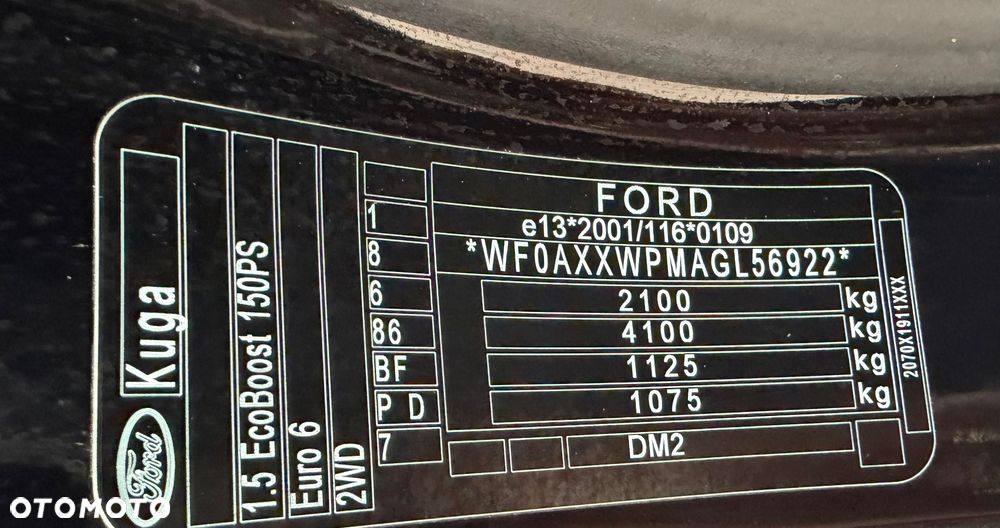 Ford
Kuga
1.5 EcoBoost 150PS
Euro 6
2WD
1
8
6
86
BF
P D
7
FORD
e13*2001/116*0109
*WF0AXXWPMAGL56922*
2100 kg
4100 kg
1125 kg
1075 kg
DM2
2070X1911XXX
OTOMOTO